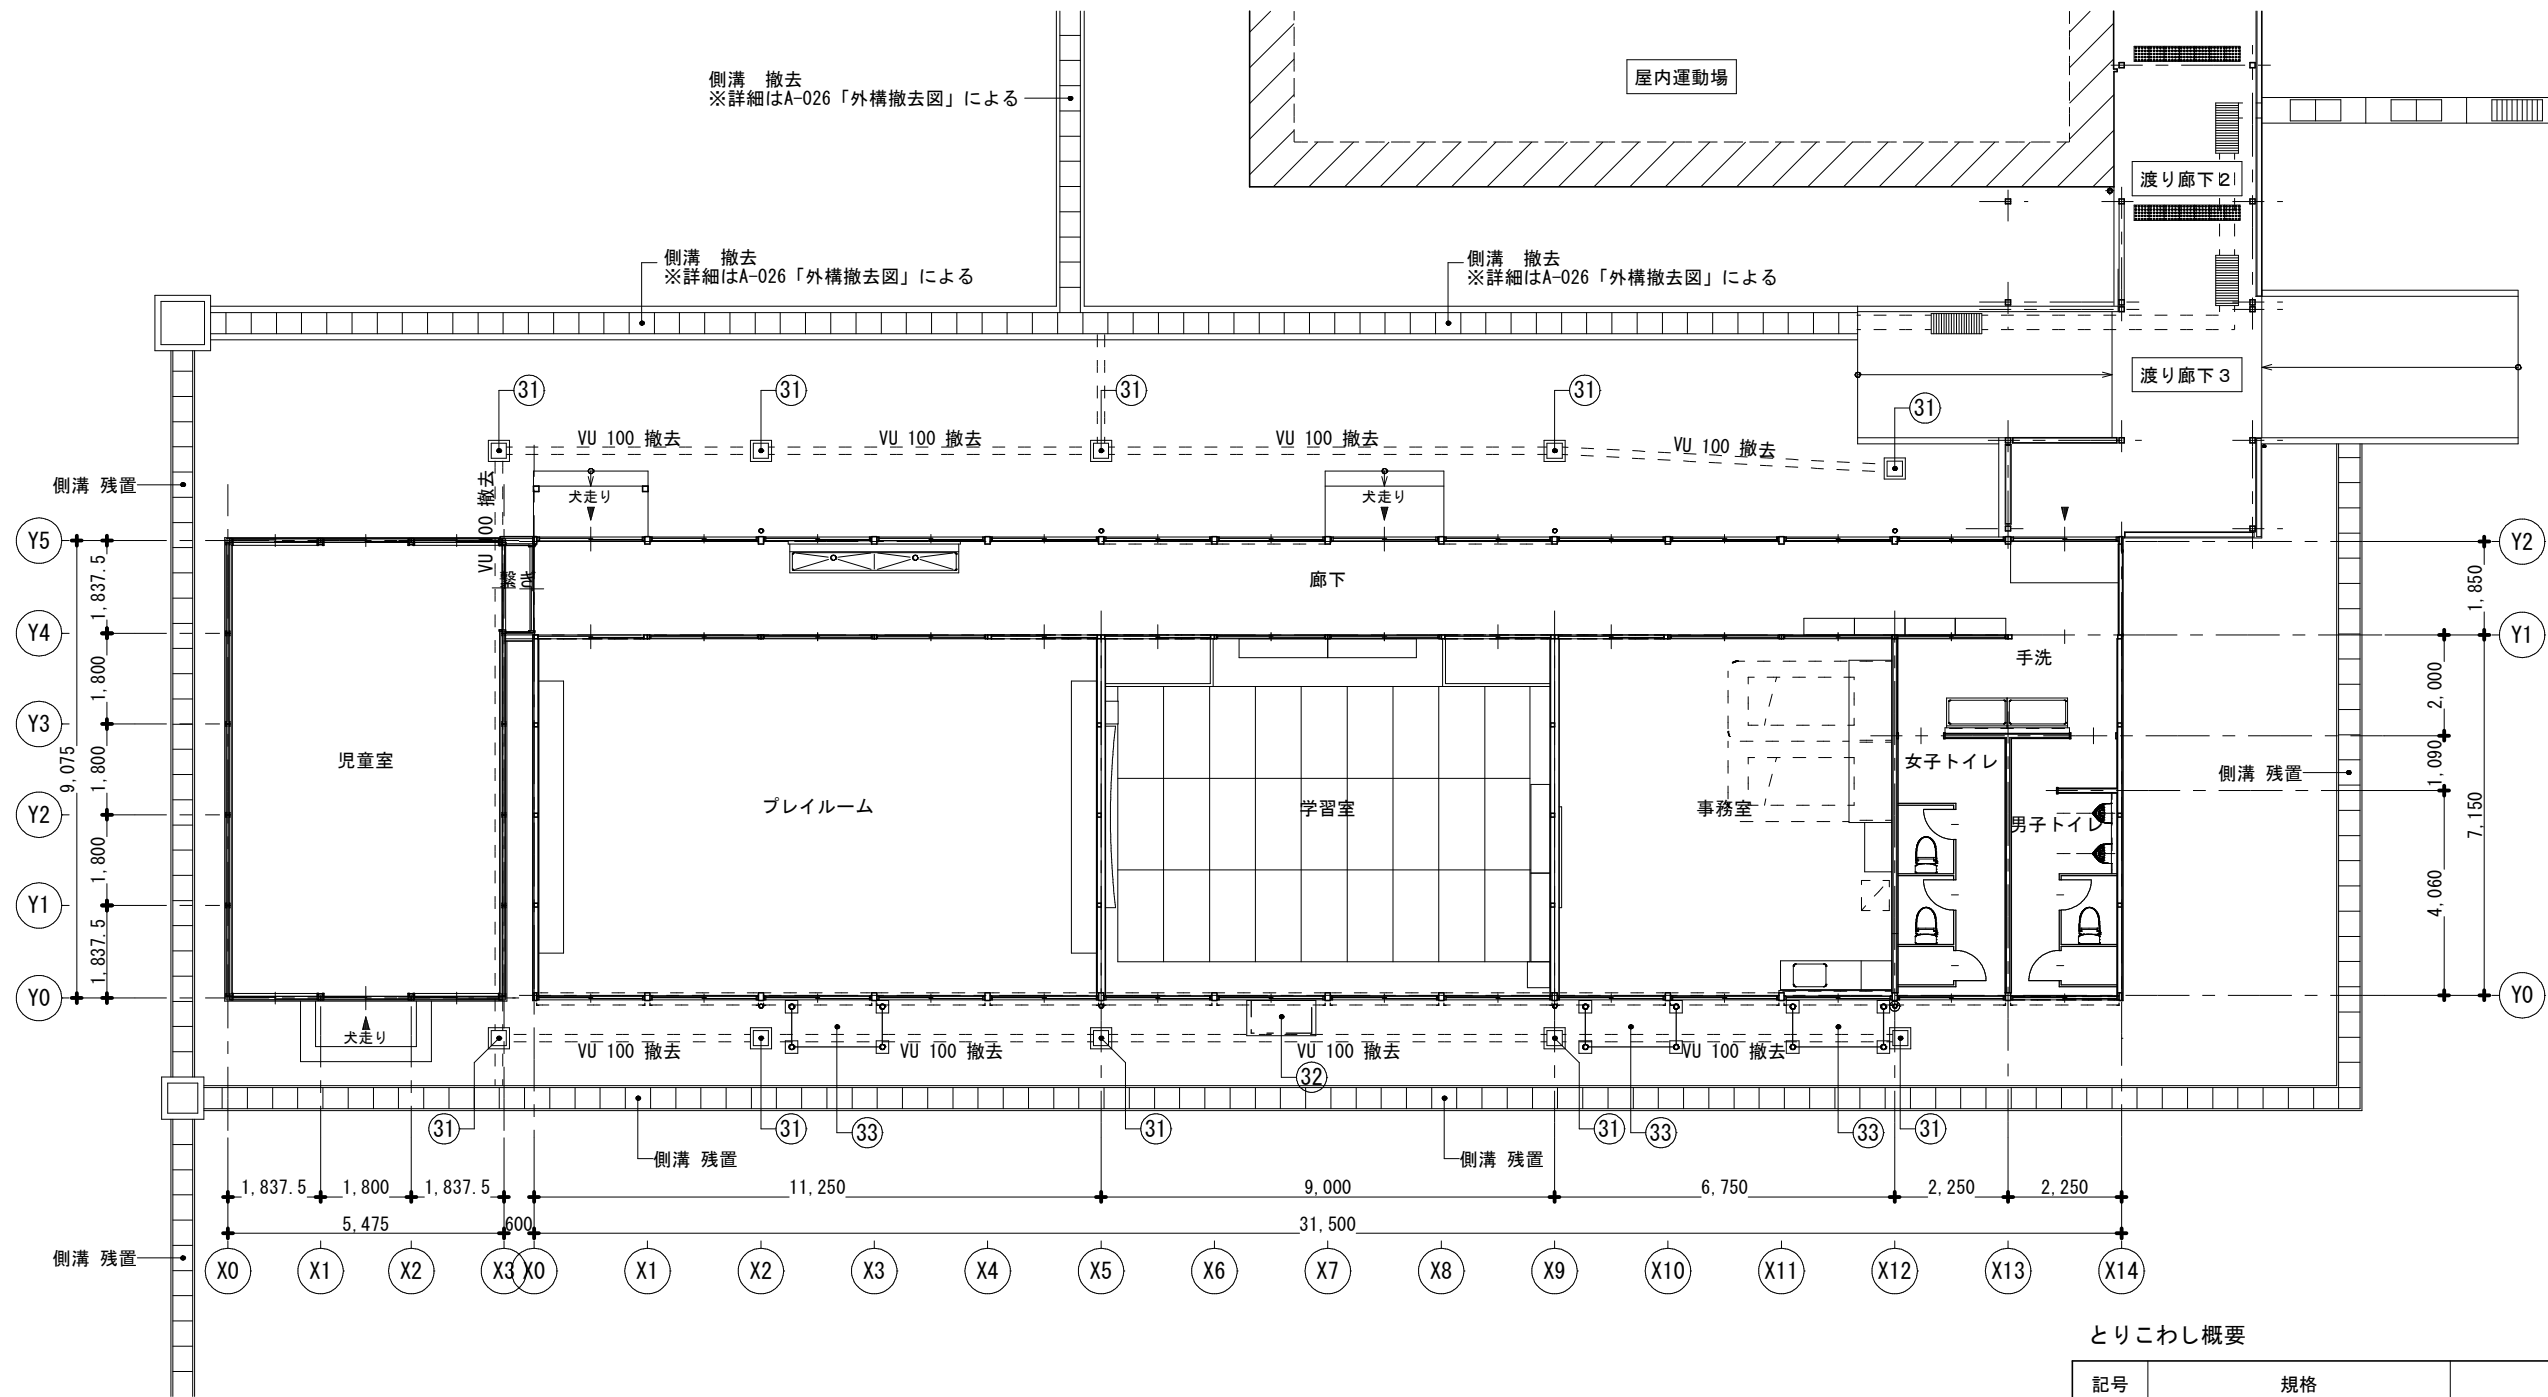 側溝 撤去
※詳細はA-026「外構撤去図」による
屋内運動場
渡り廊下2
側溝 撤去
※詳細はA-026「外構撤去図」による
側溝 撤去
※詳細はA-026「外構撤去図」による
渡り廊下3
31
31
31
31
31
VU 100 撤去
VU 100 撤去
VU 100 撤去
VU 100 撤去
VU 100 撤去
側溝 残置
犬走り
犬走り
Y5
Y4
Y3
Y2
Y1
Y0
1,837.5
1,800
1,800
1,800
1,837.5
9,075
繋ぎ
廊下
手洗
児童室
プレイルーム
学習室
事務室
女子トイレ
男子トイレ
側溝 残置
Y2
Y1
Y0
1,850
2,000
1,090
4,060
7,150
犬走り
VU 100 撤去
VU 100 撤去
VU 100 撤去
VU 100 撤去
32
31
31
33
31
31
33
33
31
側溝 残置
側溝 残置
側溝 残置
1,837.5
1,800
1,837.5
11,250
9,000
6,750
2,250
2,250
5,475
600
31,500
X0
X1
X2
X3
X0
X1
X2
X3
X4
X5
X6
X7
X8
X9
X10
X11
X12
X13
X14
とりこわし概要
記号
規格